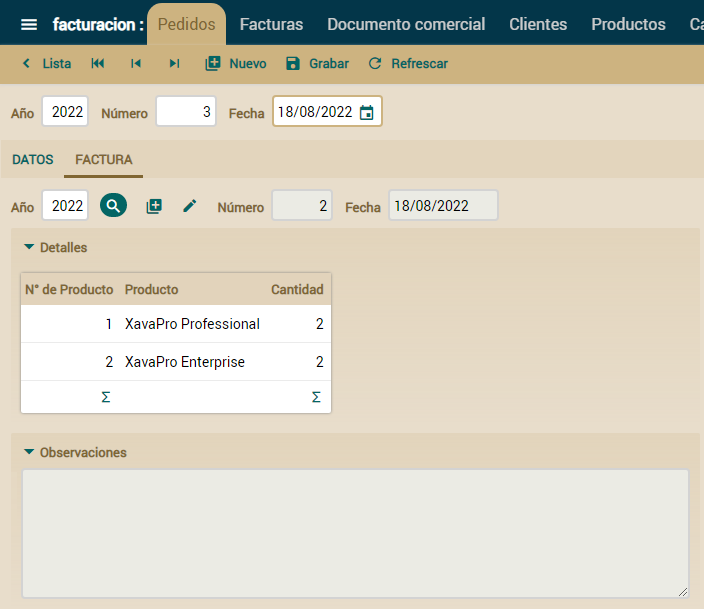 facturacion : Pedidos Facturas Documento comercial Clientes Productos Ca
Lista Nuevo Grabar Refrescar
Año 2022 Número 3 Fecha 18/08/2022
DATOS FACTURA
Año 2022 Número 2 Fecha 18/08/2022
Detalles
N° de Producto Producto Cantidad
1 XavaPro Professional 2
2 XavaPro Enterprise 2
Σ Σ
Observaciones